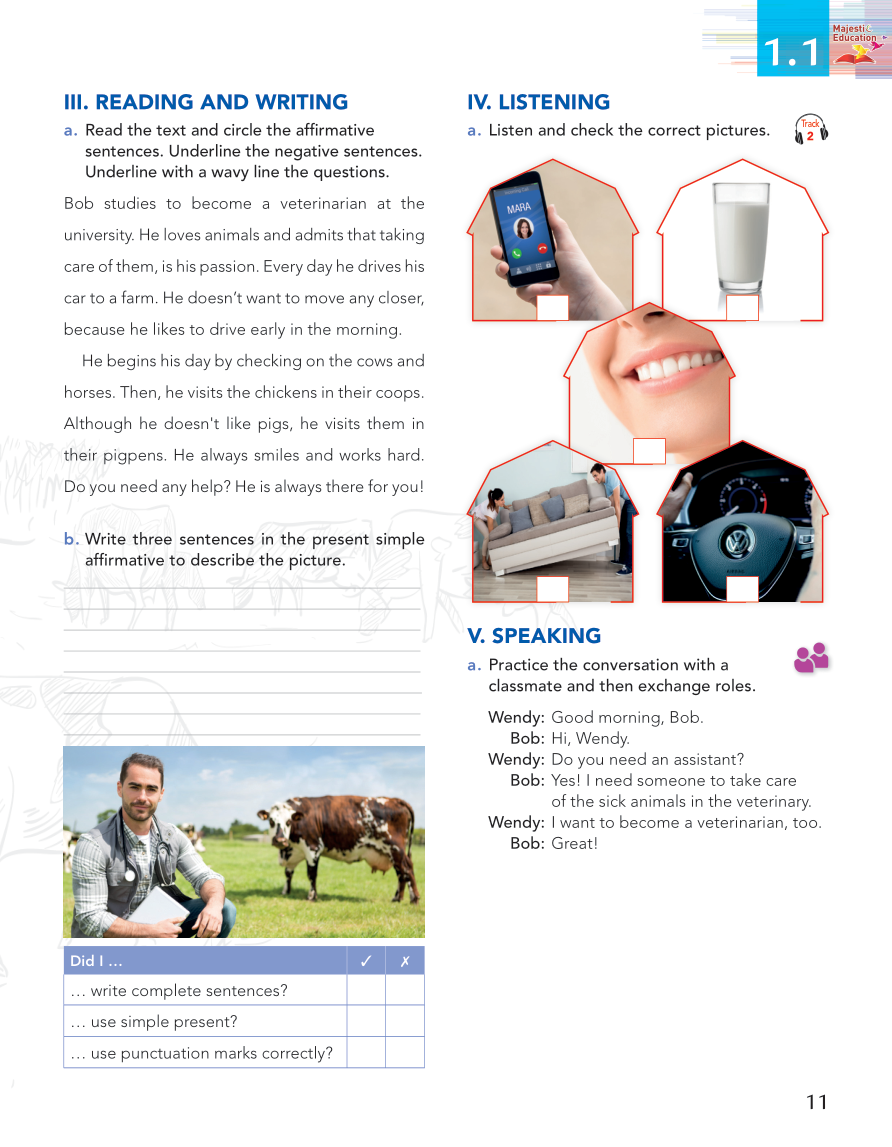 1.1
Majestic
Education
III. READING AND WRITING
a. Read the text and circle the affirmative
sentences. Underline the negative sentences.
Underline with a wavy line the questions.
Bob studies to become a veterinarian at the
university. He loves animals and admits that taking
care of them, is his passion. Every day he drives his
car to a farm. He doesn’t want to move any closer,
because he likes to drive early in the morning.
He begins his day by checking on the cows and
horses. Then, he visits the chickens in their coops.
Although he doesn't like pigs, he visits them in
their pigpens. He always smiles and works hard.
Do you need any help? He is always there for you!
b. Write three sentences in the present simple
affirmative to describe the picture.
Did I … ✓ ✗
… write complete sentences?
… use simple present?
… use punctuation marks correctly?
IV. LISTENING
a. Listen and check the correct pictures.
Track
2
MARA
V. SPEAKING
a. Practice the conversation with a
classmate and then exchange roles.
Wendy: Good morning, Bob.
Bob: Hi, Wendy.
Wendy: Do you need an assistant?
Bob: Yes! I need someone to take care
of the sick animals in the veterinary.
Wendy: I want to become a veterinarian, too.
Bob: Great!
11